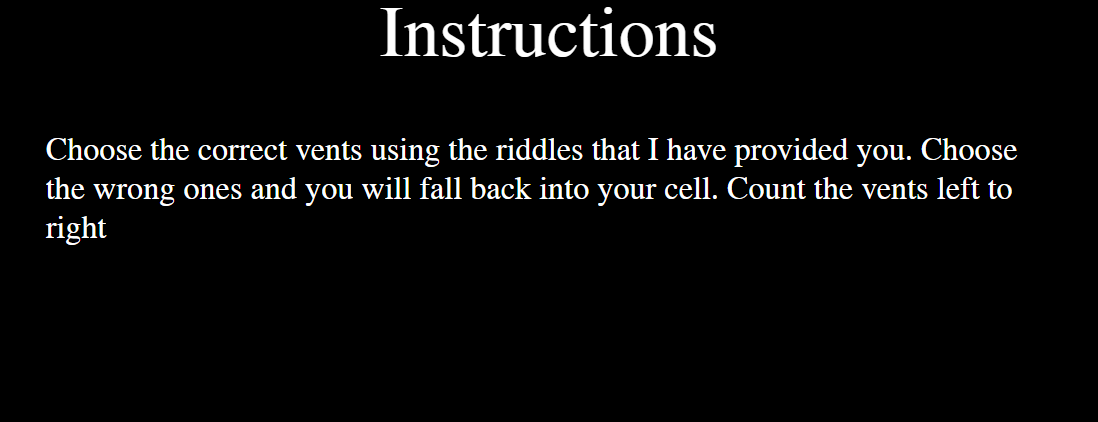 Instructions
Choose the correct vents using the riddles that I have provided you. Choose
the wrong ones and you will fall back into your cell. Count the vents left to
right